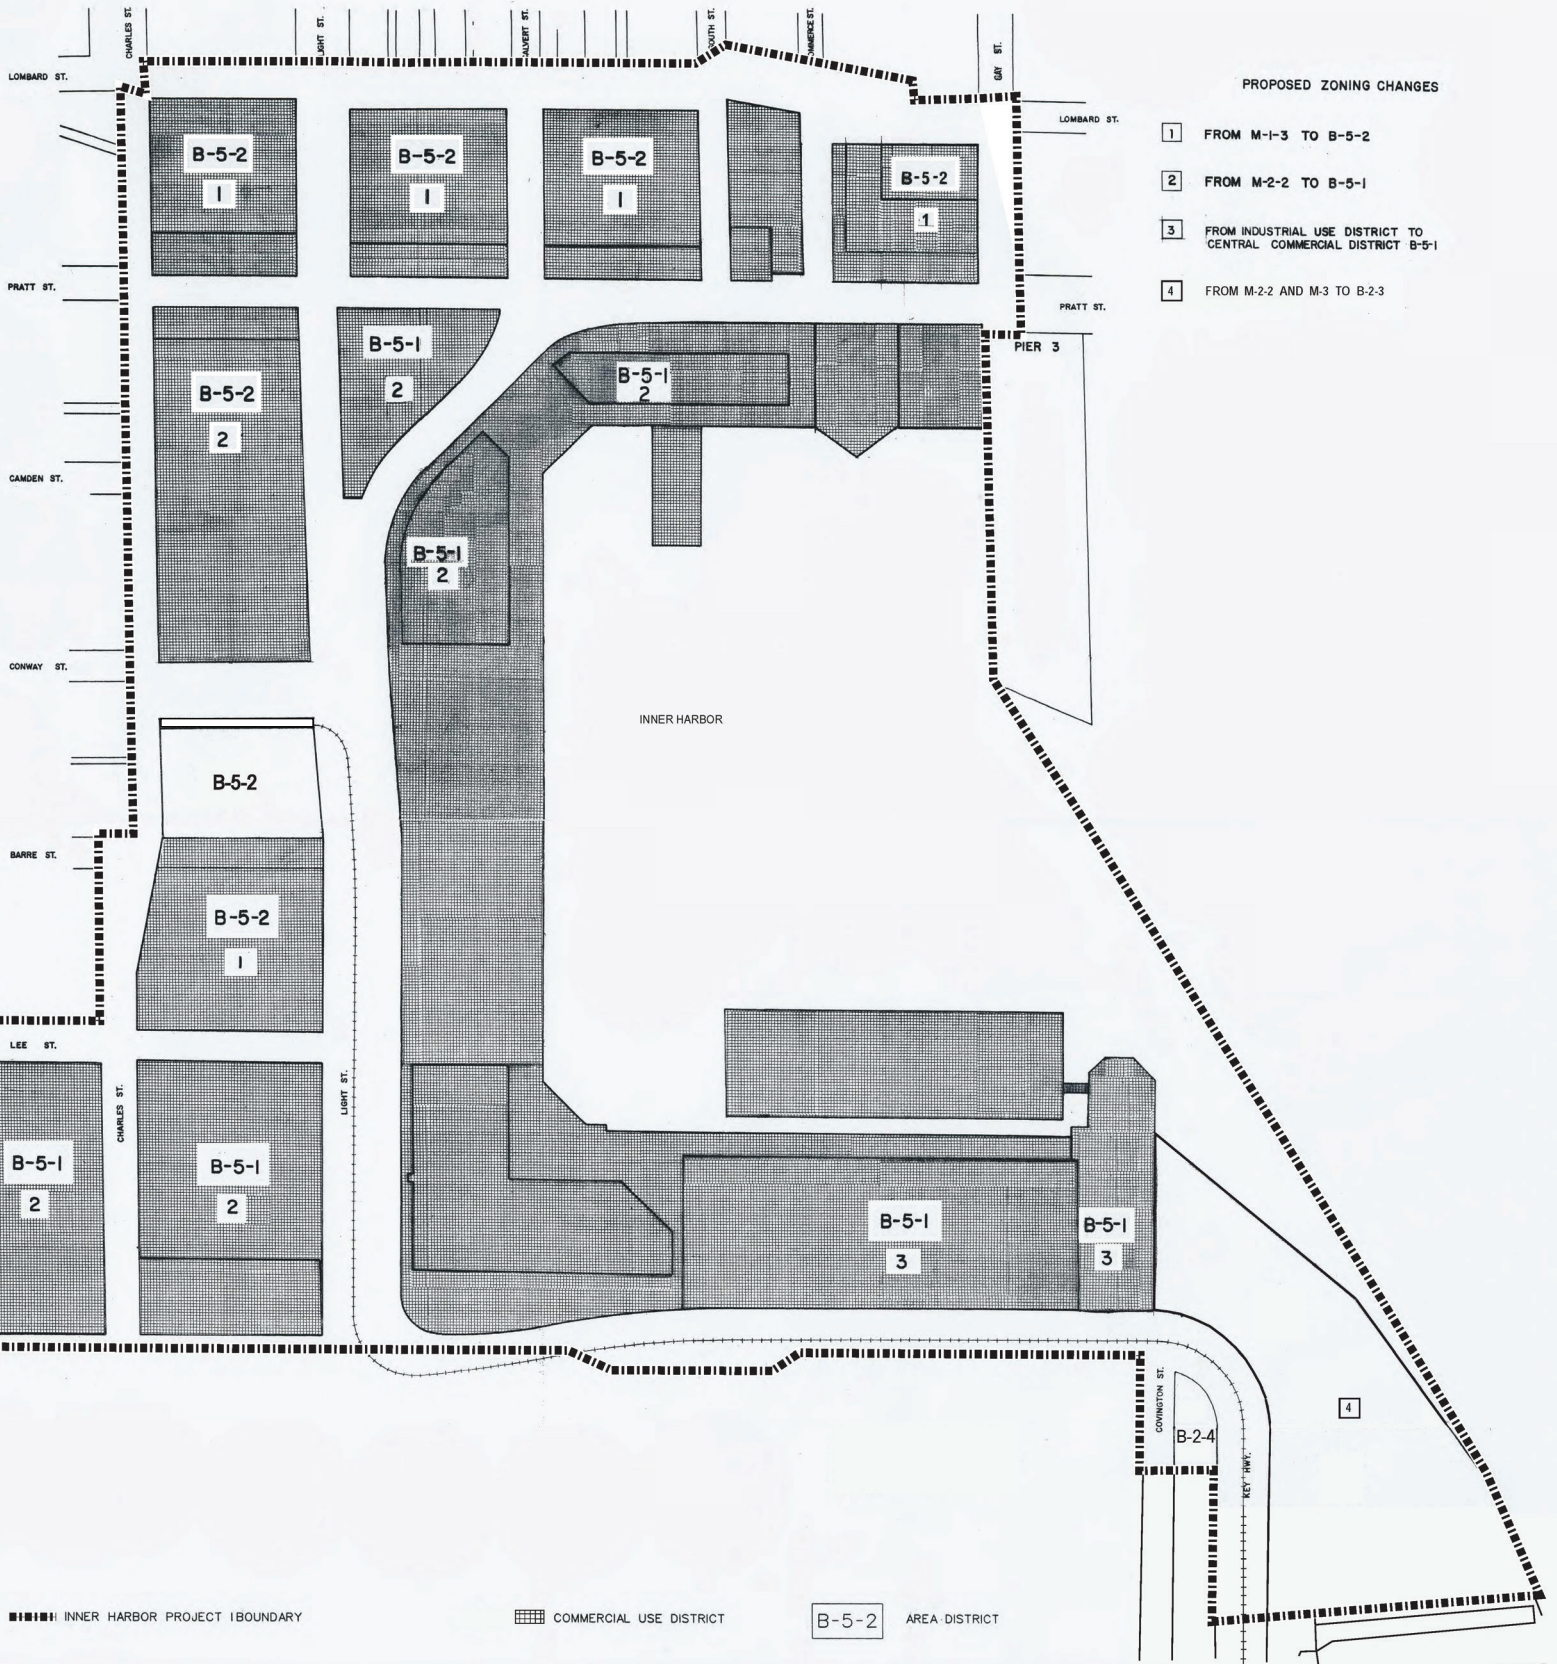 CHARLES ST.
LIGHT ST.
CALVERT ST.
SOUTH ST.
COMMERCE ST.
GAY ST.
LOMBARD ST.
PROPOSED ZONING CHANGES
LOMBARD ST.
1 FROM M-1-3 TO B-5-2
2 FROM M-2-2 TO B-5-1
3 FROM INDUSTRIAL USE DISTRICT TO
CENTRAL COMMERCIAL DISTRICT B-5-1
4 FROM M-2-2 AND M-3 TO B-2-3
B-5-2
1
B-5-2
1
B-5-2
1
B-5-2
1
PRATT ST.
PRATT ST.
PIER 3
B-5-2
2
B-5-1
2
B-5-1
2
CAMDEN ST.
B-5-1
2
CONWAY ST.
INNER HARBOR
B-5-2
BARRE ST.
B-5-2
1
LEE ST.
CHARLES ST.
LIGHT ST.
B-5-1
2
B-5-1
2
B-5-1
3
B-5-1
3
COVINGTON ST.
B-2-4
KEY HWY.
4
INNER HARBOR PROJECT I BOUNDARY
COMMERCIAL USE DISTRICT
B-5-2 AREA DISTRICT